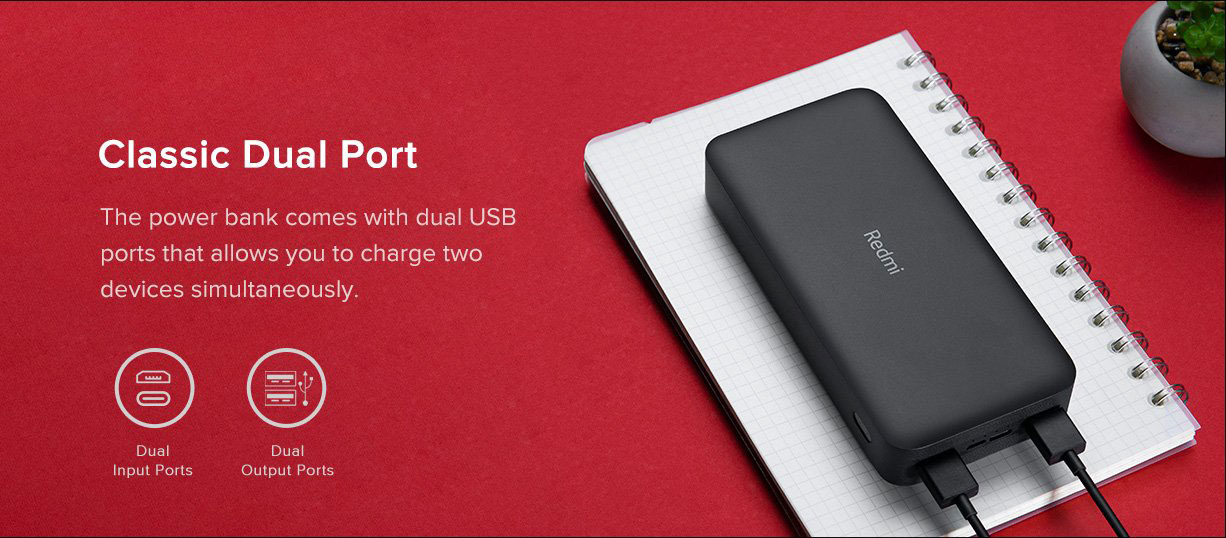 Classic Dual Port
The power bank comes with dual USB
ports that allows you to charge two
devices simultaneously.
Dual
Input Ports
Dual
Output Ports
Redmi